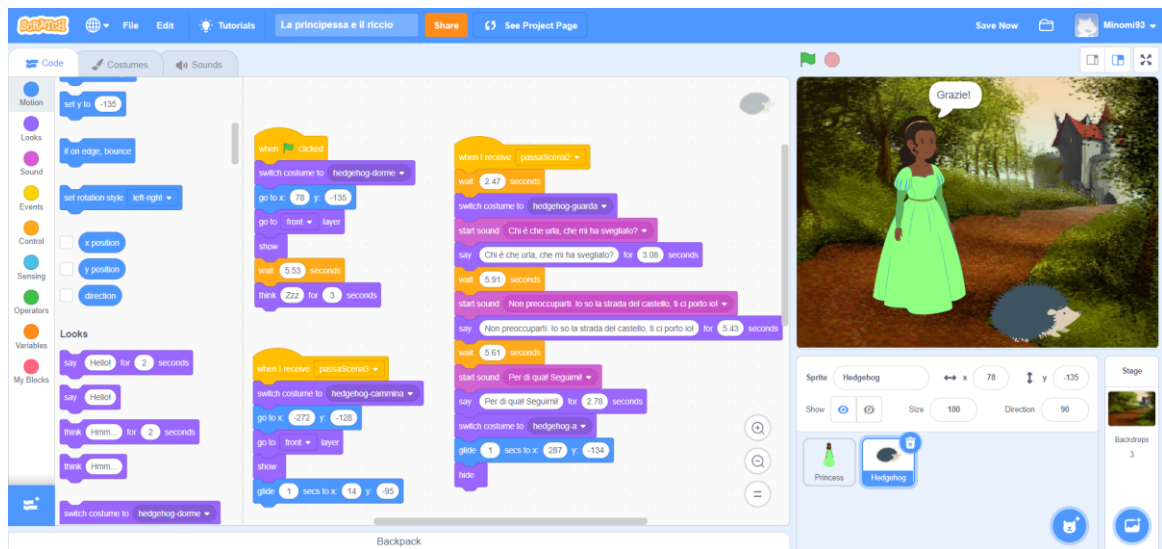 SCRATCH File Edit Tutorials La principessa e il riccio Share See Project Page Save Now Minomi93
Code Costumes Sounds
Motion
Looks
Sound
Events
Control
Sensing
Operators
Variables
My Blocks
set y to -135
if on edge, bounce
set rotation style left-right
x position
y position
direction
Looks
say Hello! for 2 seconds
say Hello!
think Hmm... for 2 seconds
think Hmm...
switch costume to hedgehog-dorme
when clicked
switch costume to hedgehog-dorme
go to x: 78 y: -135
go to front layer
show
wait 5.53 seconds
think Zzz for 3 seconds
when I receive passaScena3
switch costume to hedgehog-cammina
go to x: -272 y: -128
go to front layer
show
glide 1 secs to x: 14 y: -95
when I receive passaScena2
wait 2.47 seconds
switch costume to hedgehog-guarda
start sound Chi è che urla, che mi ha svegliato?
say Chi è che urla, che mi ha svegliato? for 3.08 seconds
wait 5.91 seconds
start sound Non preoccuparti. Io so la strada del castello, ti ci porto io!
say Non preoccuparti. Io so la strada del castello, ti ci porto io! for 5.43 seconds
wait 5.61 seconds
start sound Per di qua! Seguimi!
say Per di qua! Seguimi! for 2.78 seconds
switch costume to hedgehog-a
glide 1 secs to x: 287 y: -134
hide
Backpack
Grazie!
Sprite Hedgehog x 78 y -135
Show Size 100 Direction 90
Princess
Hedgehog
Stage
Backdrops
3